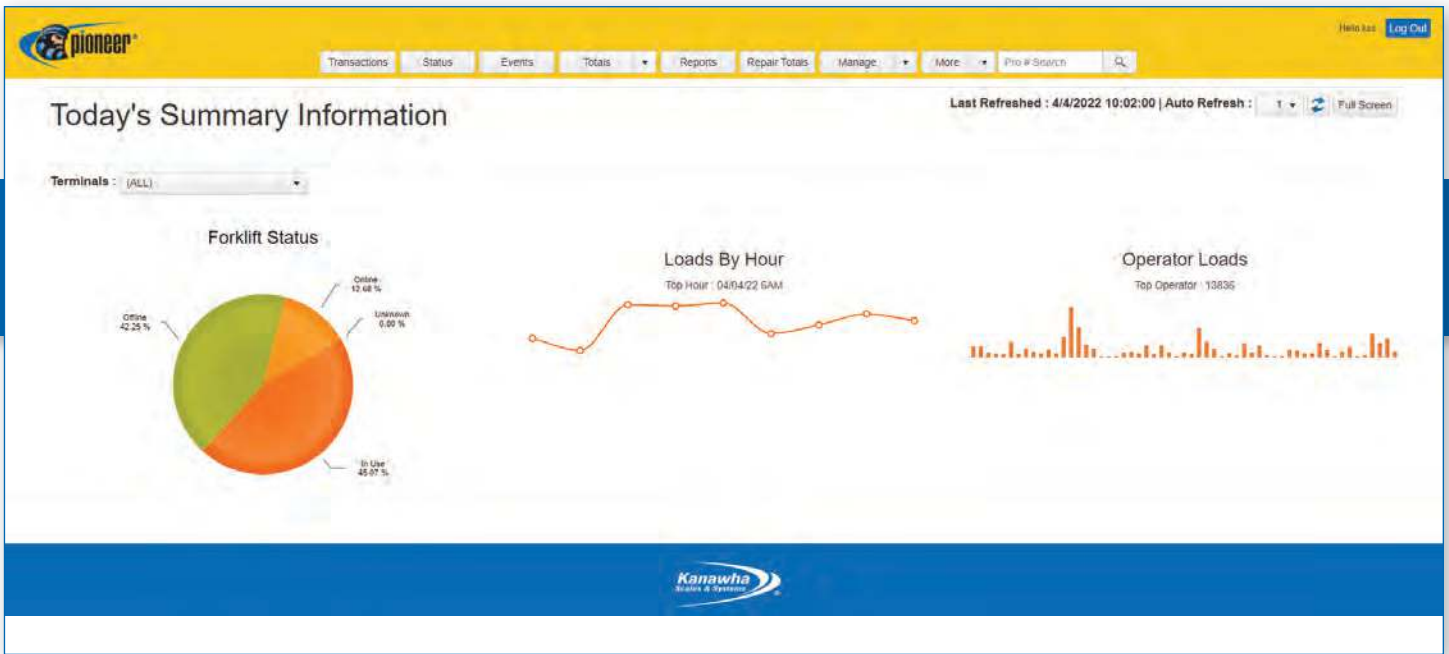 pioneer®
Hello kss Log Out
Transactions Status Events Totals Reports Repair Totals Manage More Pro # Search
Today's Summary Information
Last Refreshed : 4/4/2022 10:02:00 | Auto Refresh : 1 Full Screen
Terminals : (ALL)
Forklift Status
Online
12.68 %
Unknown
0.00 %
Offline
42.25 %
In Use
45.07 %
Loads By Hour
Top Hour : 04/04/22 6AM
Operator Loads
Top Operator : 13836
Kanawha
Scales & Systems